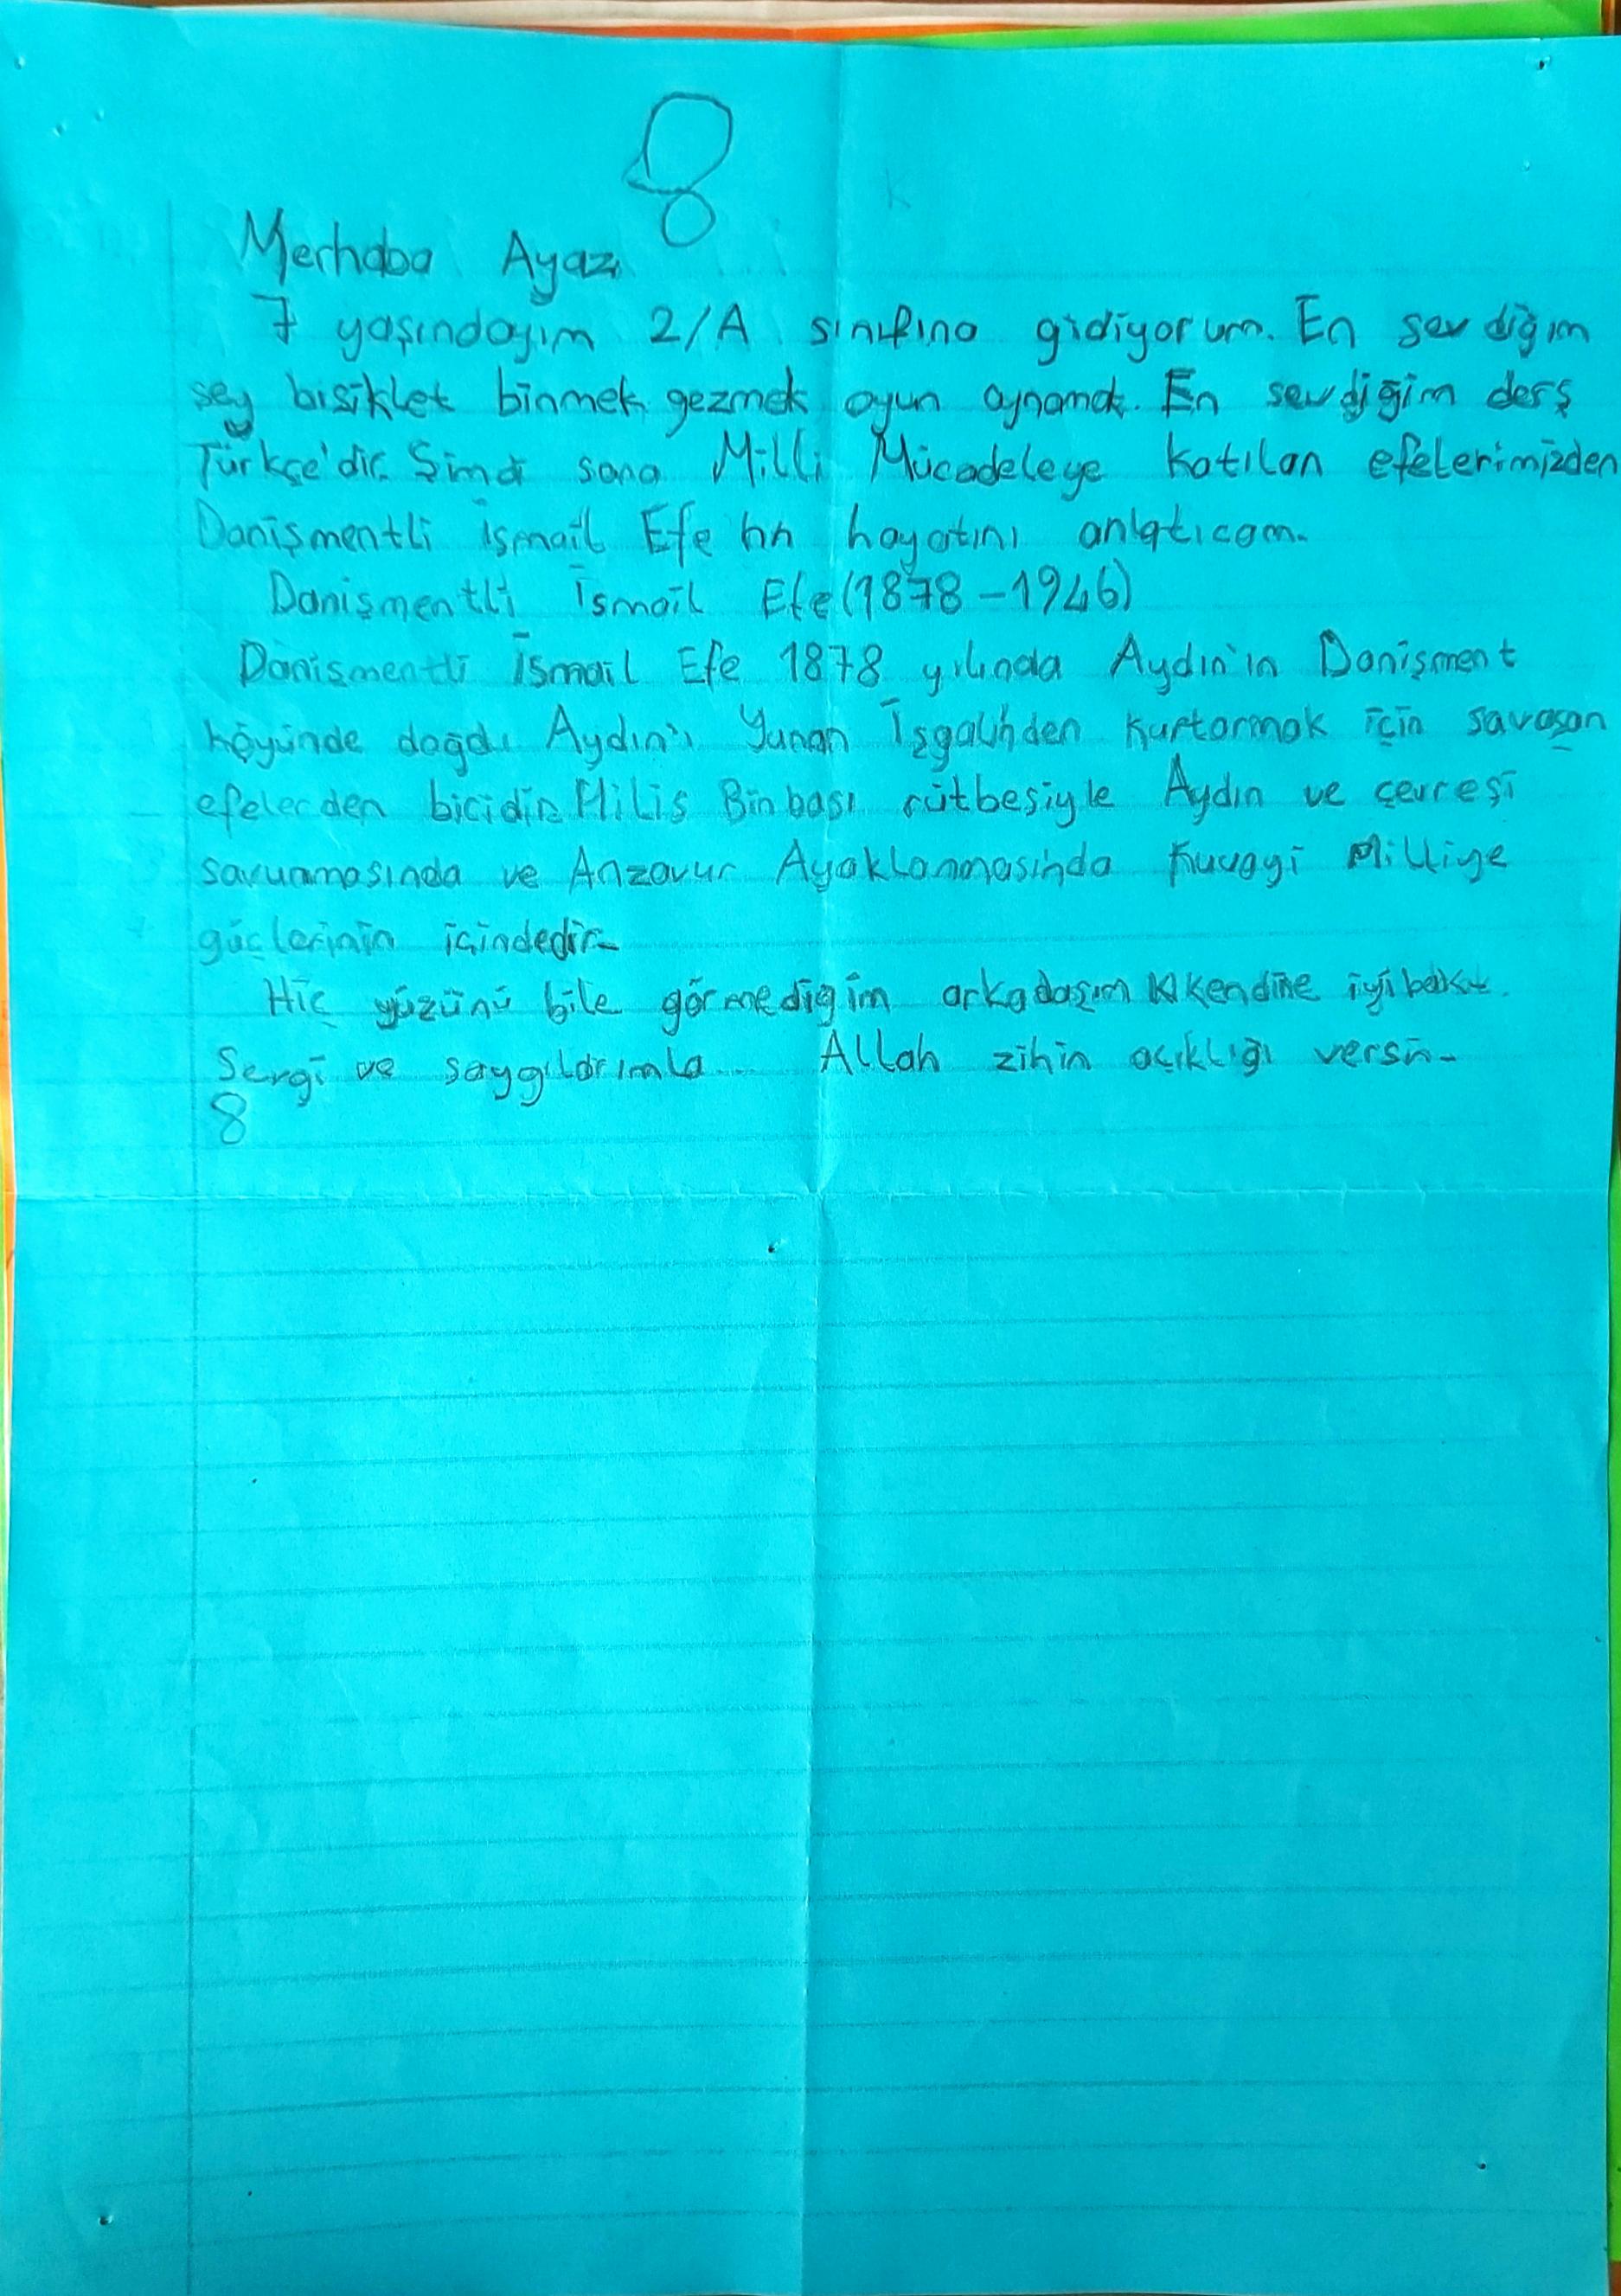 8
Merhaba Ayaz
7 yaşındayım 2/A sınıfına gidiyorum. En sevdiğim
şey bisiklet binmek gezmek oyun aynamak. En sevdiğim ders
Türkçe'dir. Şimdi sana Milli Mücadeleye katılan efelerimizden
Danişmentli İsmail Efe nin hayatını anlatıcam.
Danişmentli İsmail Efe (1878-1946)
Danişmentli İsmail Efe 1878 yılında Aydın'ın Danişment
köyünde doğdı Aydın'ı Yunan İşgalinden kurtarmak için savaşan
efelerden biridir. Milis Binbaşı rütbesiyle Aydın ve çevresi
savunmasında ve Anzavur Ayaklanmasında Kuvayi Milliye
güçlerinin içindedir.
Hiç yüzünü bile görmediğim arkadaşım kendine iyi bak.
Sevgi ve saygılarımla Allah zihin açıklığı versin.
8